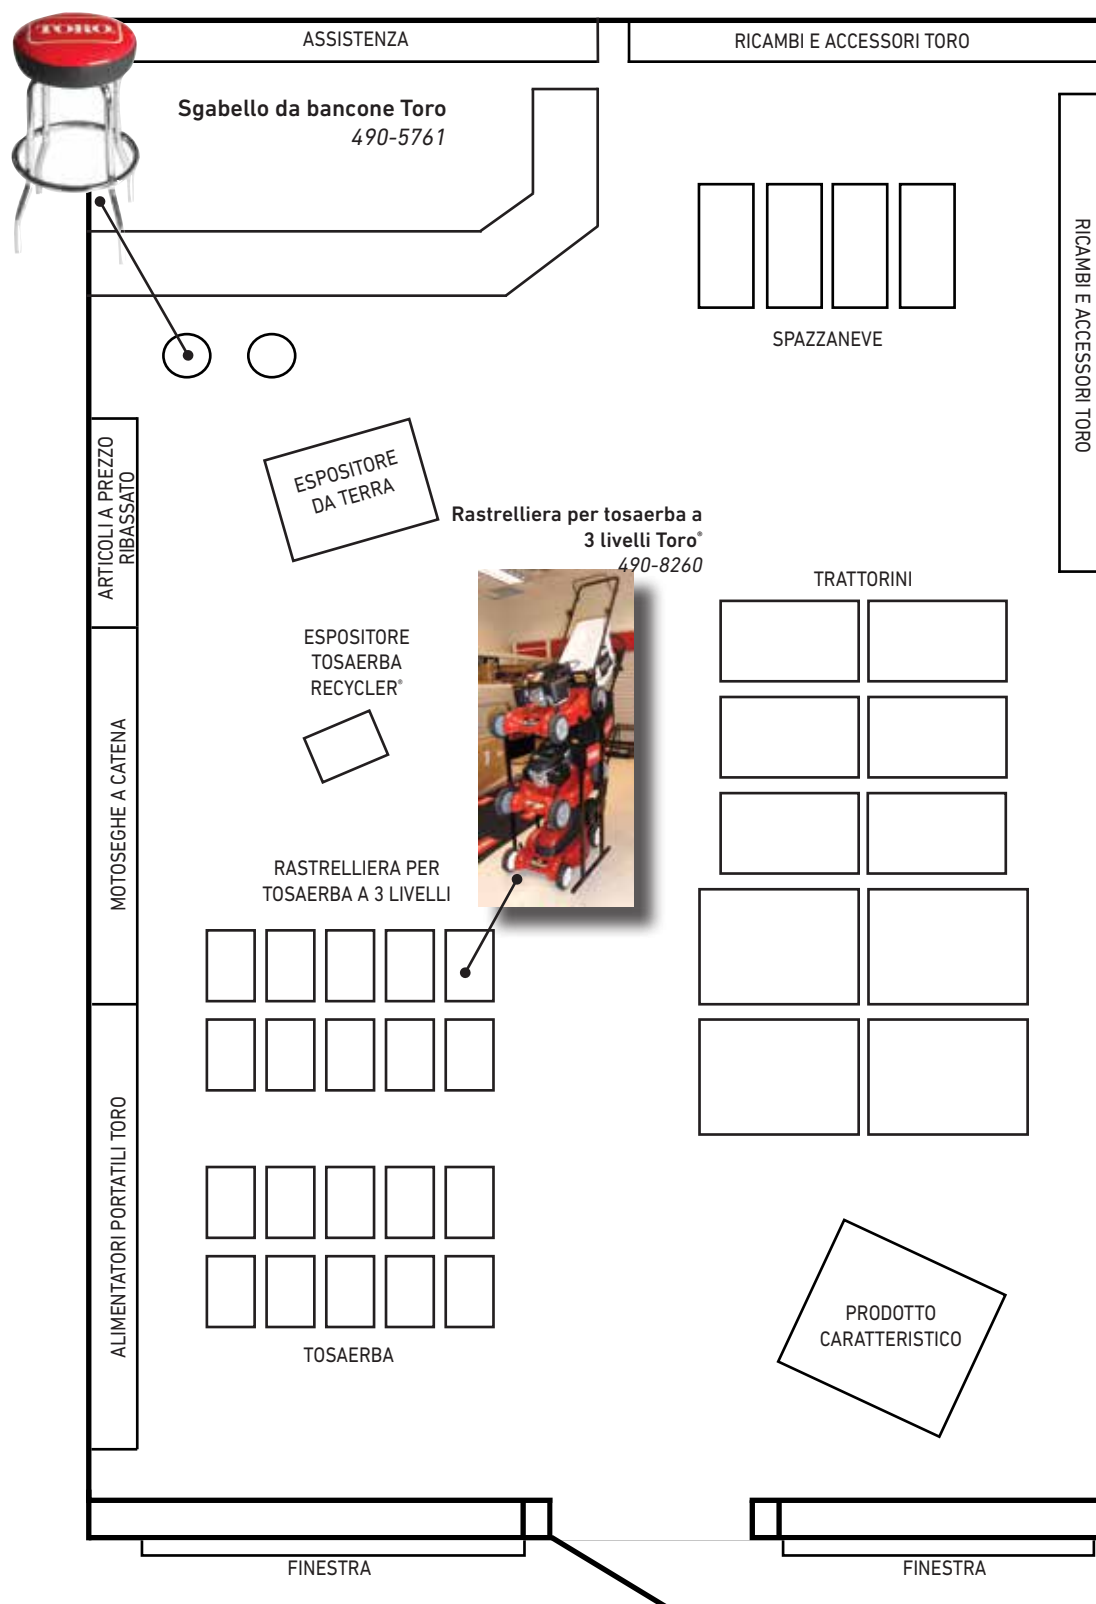 TORO
ASSISTENZA
RICAMBI E ACCESSORI TORO
Sgabello da bancone Toro
490-5761
RICAMBI E ACCESSORI TORO
SPAZZANEVE
ARTICOLI A PREZZO
RIBASSATO
ESPOSITORE
DA TERRA
Rastrelliera per tosaerba a
3 livelli Toro®
490-8260
TRATTORINI
ESPOSITORE
TOSAERBA
RECYCLER®
MOTOSEGHE A CATENA
RASTRELLIERA PER
TOSAERBA A 3 LIVELLI
ALIMENTATORI PORTATILI TORO
TOSAERBA
PRODOTTO
CARATTERISTICO
FINESTRA
FINESTRA